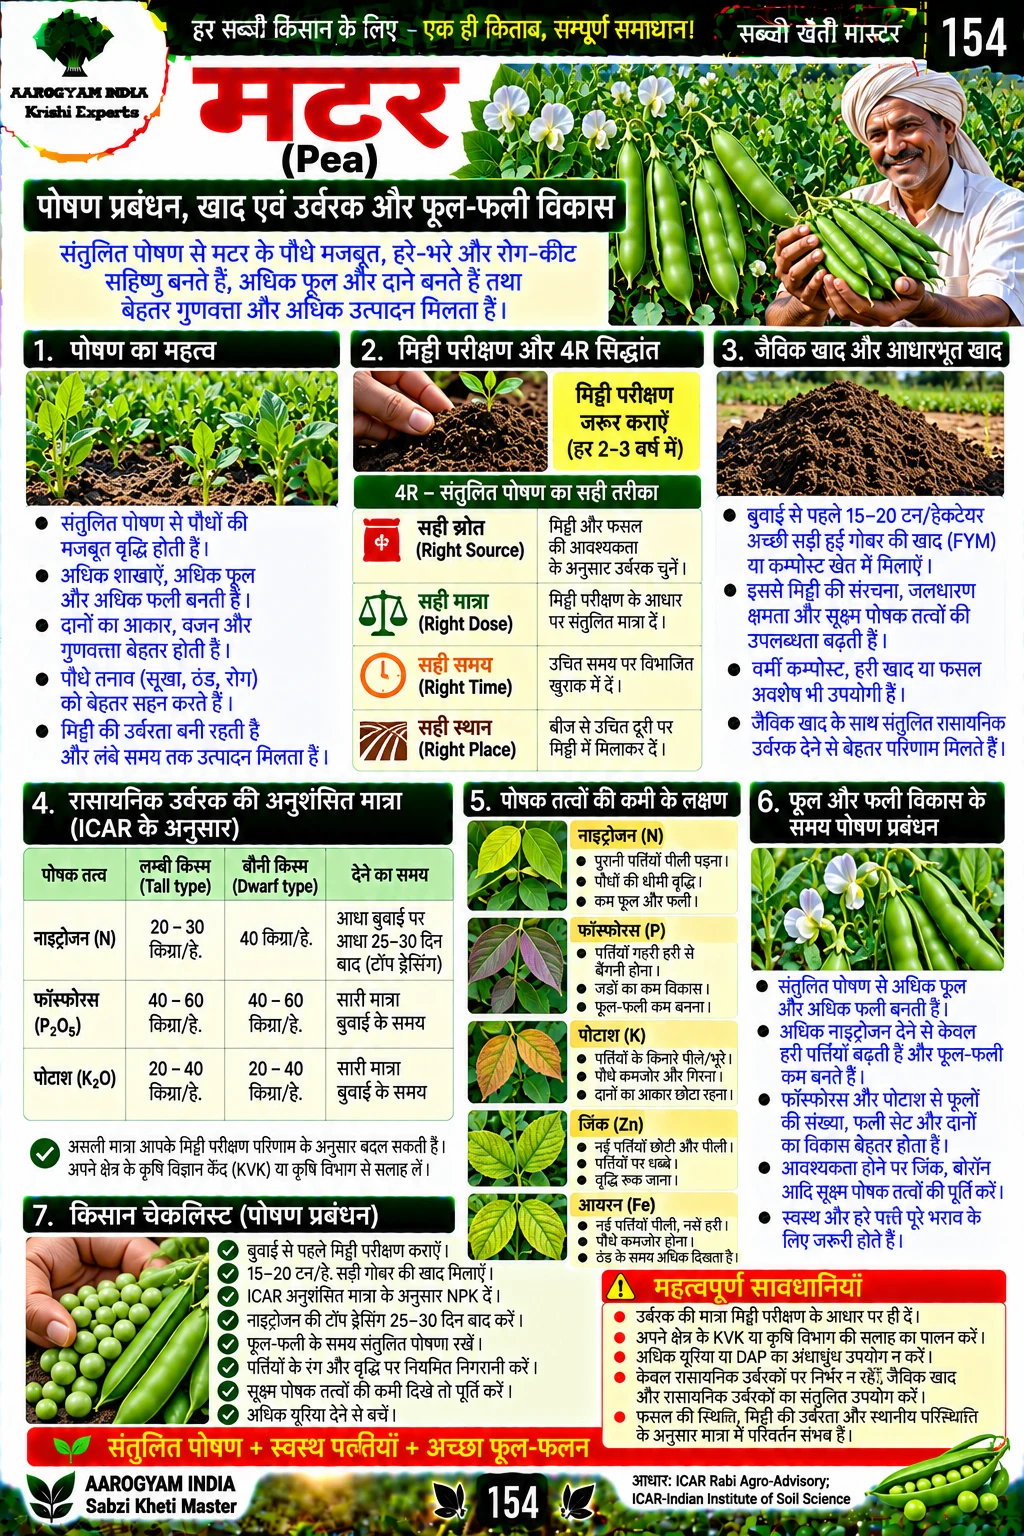 AAROGYAM INDIA
Krishi Experts
हर सब्जी किसान के लिए - एक ही किताब, सम्पूर्ण समाधान!
सब्जी खेती मास्टर
154
मटर
(Pea)
पोषण प्रबंधन, खाद एवं उर्वरक और फूल-फली विकास
संतुलित पोषण से मटर के पौधे मजबूत, हरे-भरे और रोग-कीट
सहिष्णु बनते हैं, अधिक फूल और दाने बनते हैं तथा
बेहतर गुणवत्ता और अधिक उत्पादन मिलता हैं।
1. पोषण का महत्व
● संतुलित पोषण से पौधों की
मजबूत वृद्धि होती हैं।
● अधिक शाखाएँ, अधिक फूल
और अधिक फली बनती हैं।
● दानों का आकार, वजन और
गुणवत्ता बेहतर होती हैं।
● पौधे तनाव (सूखा, ठंड, रोग)
को बेहतर सहन करते हैं।
● मिट्टी की उर्वरता बनी रहती है
और लंबे समय तक उत्पादन मिलता हैं।
2. मिट्टी परीक्षण और 4R सिद्धांत
मिट्टी परीक्षण
जरूर कराएँ
(हर 2-3 वर्ष में)
4R – संतुलित पोषण का सही तरीका
सही स्रोत
(Right Source)
मिट्टी और फसल
की आवश्यकता
के अनुसार उर्वरक चुनें।
सही मात्रा
(Right Dose)
मिट्टी परीक्षण के आधार
पर संतुलित मात्रा दें।
सही समय
(Right Time)
उचित समय पर विभाजित
खुराक में दें।
सही स्थान
(Right Place)
बीज से उचित दूरी पर
मिट्टी में मिलाकर दें।
3. जैविक खाद और आधारभूत खाद
● बुवाई से पहले 15-20 टन/हेकटेयर
अच्छी सड़ी हुई गोबर की खाद (FYM)
या कम्पोस्ट खेत में मिलाएँ।
● इससे मिट्टी की संरचना, जलधारण
क्षमता और सूक्ष्म पोषक तत्वों की
उपलब्धता बढ़ती हैं।
● वर्मी कम्पोस्ट, हरी खाद या फसल
अवशेष भी उपयोगी हैं।
● जैविक खाद के साथ संतुलित रासायनिक
उर्वरक देने से बेहतर परिणाम मिलते हैं।
4. रासायनिक उर्वरक की अनुशंसित मात्रा
(ICAR के अनुसार)
पोषक तत्व
लम्बी किस्म
(Tall type)
बौनी किस्म
(Dwarf type)
देने का समय
नाइट्रोजन (N)
20 – 30
किग्रा/हे.
40 किग्रा/हे.
आधा बुवाई पर
आधा 25-30 दिन
बाद (टॉप ड्रेसिंग)
फॉस्फोरस
(P₂O₅)
40 – 60
किग्रा/हे.
40 – 60
किग्रा/हे.
सारी मात्रा
बुवाई के समय
पोटाश (K₂O)
20 – 40
किग्रा/हे.
20 – 40
किग्रा/हे.
सारी मात्रा
बुवाई के समय
असली मात्रा आपके मिट्टी परीक्षण परिणाम के अनुसार बदल सकती हैं।
अपने क्षेत्र के कृषि विज्ञान केंद (KVK) या कृषि विभाग से सलाह लें।
5. पोषक तत्वों की कमी के लक्षण
नाइट्रोजन (N)
● पुरानी पत्तियों पीली पड़ना।
● पौधों की धीमी वृद्धि।
● कम फूल और फली।
फॉस्फोरस (P)
● पत्तियों गहरी हरी से
बैंगनी होना।
● जडों का कम विकास।
● फूल-फली कम बनना।
पोटाश (K)
● पत्तियों के किनारे पीले/भूरे।
● पौधे कमजोर और गिरना।
● दानों का आकार छोटा रहना।
जिंक (Zn)
● नई पत्तियों छोटी और पीली।
● पत्तियों पर धब्बे।
● वृद्धि रूक जाना।
आयरन (Fe)
● नई पत्तियों पीली, नसें हरी।
● पौधे कमजोर होना।
● ठंड के समय अधिक दिखता है।
6. फूल और फली विकास के
समय पोषण प्रबंधन
● संतुलित पोषण से अधिक फूल
और अधिक फली बनती हैं।
● अधिक नाइट्रोजन देने से केवल
हरी पत्तियाँ बढ़ती हैं और फूल-फली
कम बनते हैं।
● फॉस्फोरस और पोटाश से फूलों
की संख्या, फली सेट और दानों
का विकास बेहतर होता हैं।
● आवश्यकता होने पर जिंक, बोरॉन
आदि सूक्ष्म पोषक तत्वों की पूर्ति करें।
● स्वस्थ और हरे पत्ती पूरे भराव के
लिए जरूरी होते हैं।
7. किसान चेकलिस्ट (पोषण प्रबंधन)
बुवाई से पहले मिट्टी परीक्षण कराएँ।
15-20 टन/हे. सड़ी गोबर की खाद मिलाएँ।
ICAR अनुशंसित मात्रा के अनुसार NPK दें।
नाइट्रोजन की टॉप ड्रेसिंग 25-30 दिन बाद करें।
फूल-फली के समय संतुलित पोषण रखें।
पत्तियों के रंग और वृद्धि पर नियमित निगरानी करें।
सूक्ष्म पोषक तत्वों की कमी दिखे तो पूर्ति करें।
अधिक यूरिया देने से बचें।
महत्वपूर्ण सावधानियाँ
● उर्बरक की मात्रा मिट्टी परीक्षण के आधार पर ही दें।
● अपने क्षेत्र के KVK या कृषि विभाग की सलाह का पालन करें।
● अधिक यूरिया या DAP का अंधाधुंध उपयोग न करें।
● केवल रासायनिक उर्बरकों पर निर्भर न जैविक खाद
और रासायनिक उर्बरकों का संतुलित उपयोग करें।
● फसल की स्थिति, मिट्टी की उर्बरता और स्थानीय परिस्थिति
के अनुसार मात्रा में परिवर्तन संभब हैं।
संतुलित पोषण + स्वस्थ पत्तियाँ + अच्छा फूल-फलन
AAROGYAM INDIA
Sabzi Kheti Master
154
आधार: ICAR Rabi Agro-Advisory;
ICAR-Indian Institute of Soil Science